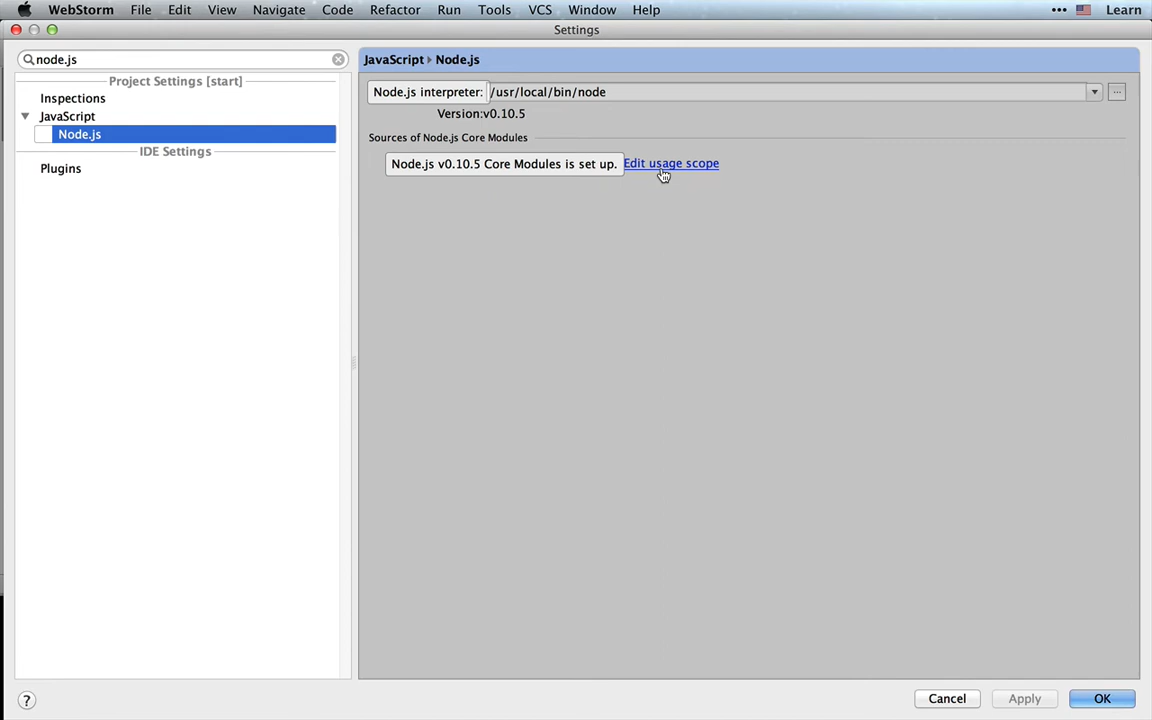 WebStorm File Edit View Navigate Code Refactor Run Tools VCS Window Help ••• Learn
Settings
node.js
JavaScript › Node.js
Project Settings [start]
Inspections
JavaScript
Node.js
IDE Settings
Plugins
Node.js interpreter: /usr/local/bin/node ...
Version:v0.10.5
Sources of Node.js Core Modules
Node.js v0.10.5 Core Modules is set up. Edit usage scope
? Cancel Apply OK